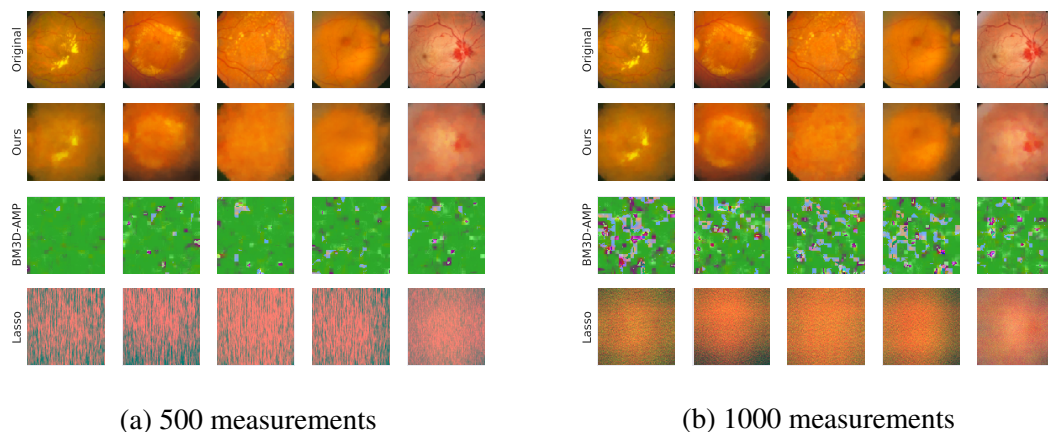 Original
Ours
BM3D-AMP
Lasso
(a) 500 measurements
Original
Ours
BM3D-AMP
Lasso
(b) 1000 measurements